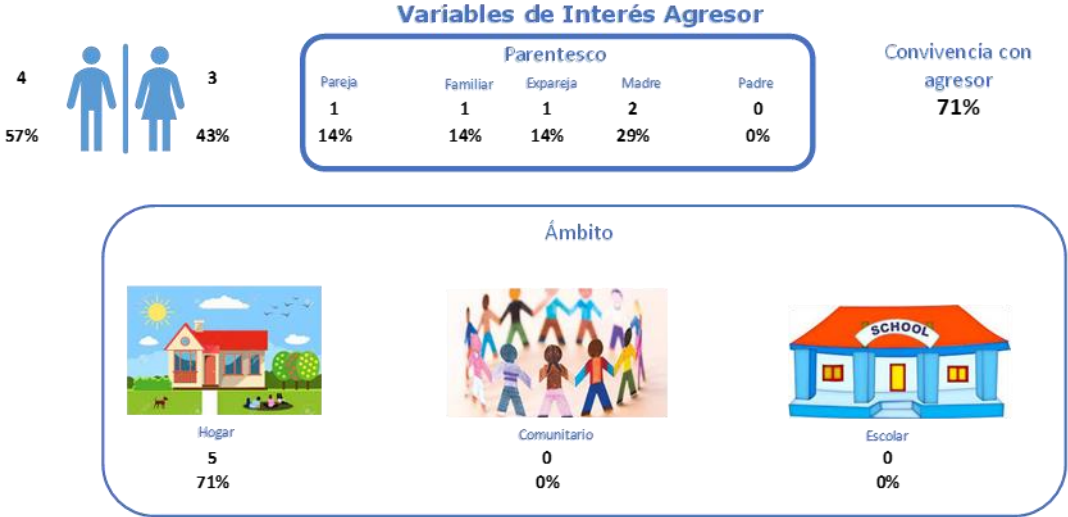 Variables de Interés Agresor
4
57%
3
43%
Parentesco
Pareja Familiar Expareja Madre Padre
1 1 1 2 0
14% 14% 14% 29% 0%
Convivencia con
agresor
71%
Ámbito
SCHOOL
Hogar Comunitario Escolar
5 0 0
71% 0% 0%